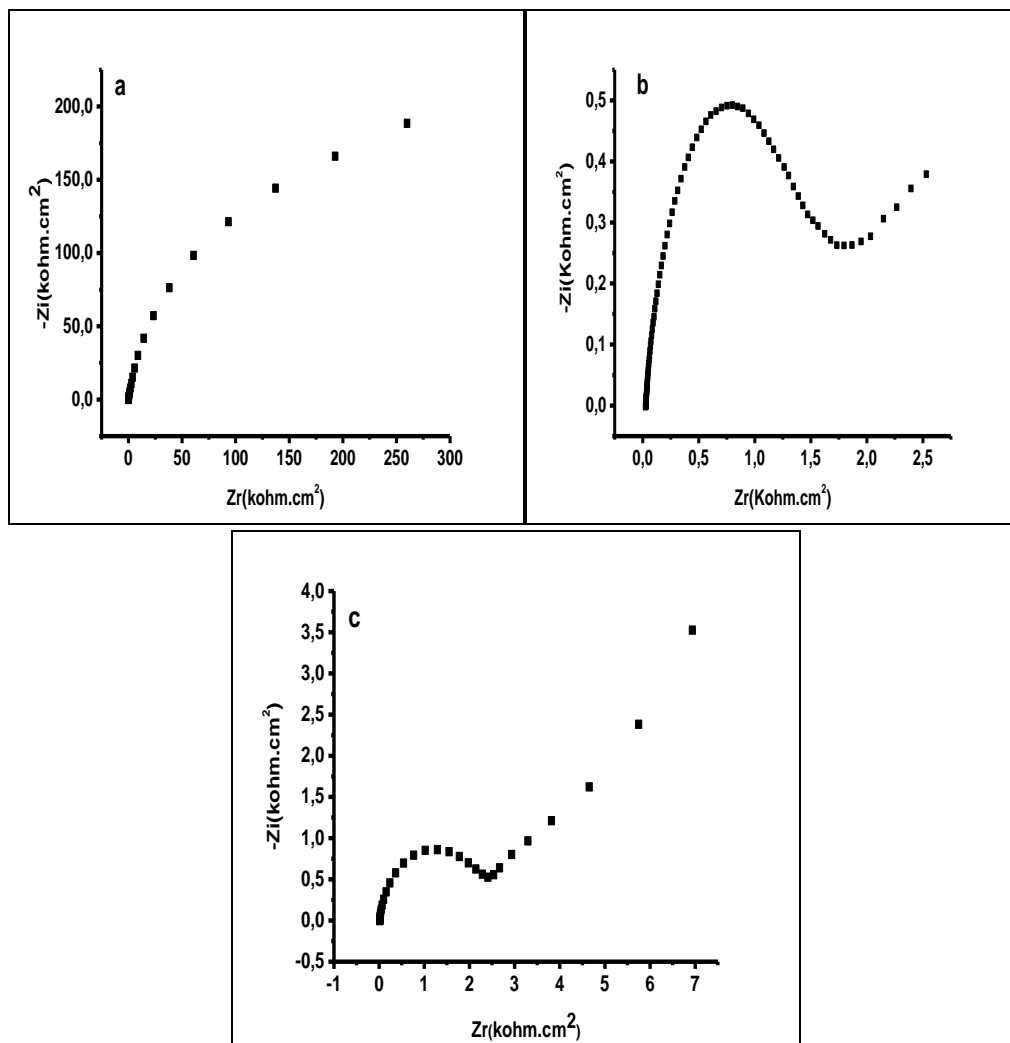 a
200,0
150,0
100,0
50,0
0,0
-Zi(kohm.cm²)
0 50 100 150 200 250 300
Zr(kohm.cm²)
b
0,5
0,4
0,3
0,2
0,1
0,0
-Zi(Kohm.cm²)
0,0 0,5 1,0 1,5 2,0 2,5
Zr(Kohm.cm²)
c
4,0
3,5
3,0
2,5
2,0
1,5
1,0
0,5
0,0
-0,5
-Zi(kohm.cm²)
-1 0 1 2 3 4 5 6 7
Zr(kohm.cm²)